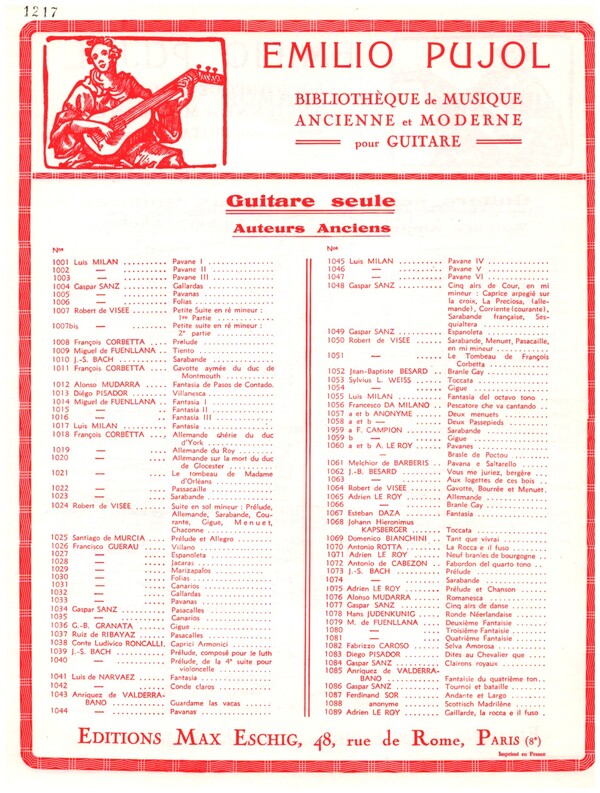 1217
EMILIO PUJOL
BIBLIOTHÈQUE de MUSIQUE
ANCIENNE et MODERNE
pour GUITARE
Guitare seule
Auteurs Anciens
Nos
1001 Luis MILAN .......... Pavane I
1002 — .......... Pavane II
1003 — .......... Pavane III
1004 Gaspar SANZ .......... Gallardas
1005 — .......... Pavanas
1006 — .......... Folias
1007 Robert de VISÉE .......... Petite Suite en ré mineur :
1re Partie
1007bis — .......... Petite suite en ré mineur :
2e partie
1008 François CORBETTA .... Prelude
1009 Miguel de FUENLLANA .. Tiento
1010 J.-S. BACH .......... Sarabande
1011 François CORBETTA .... Gavotte aymée du duc de
Montmouth
1012 Alonso MUDARRA .... Fantasia de Pasos de Contado.
1013 Diégo PISADOR ...... Villanesca
1014 Miguel de FUENLLANA .. Fantasia I
1015 — .. Fantasia II
1016 — .. Fantasia III
1017 Luis MILAN .......... Fantasia
1018 François CORBETTA .... Allemande chérie du duc
d'York
1019 — .... Allemande du Roy
1020 — .... Allemande sur la mort du duc
de Glocester
1021 — .... Le tombeau de Madame
d'Orléans
1022 — .... Passacaille
1023 — .... Sarabande
1024 Robert de VISÉE ...... Suite en sol mineur : Prélude,
Allemande, Sarabande, Cou-
rante, Gigue, Menuet,
Chaconne
1025 Santiago de MURCIA .. Prélude et Allegro
1026 Francisco GUERAU .... Villano
1027 — .... Espanoleta
1028 — .... Jacaras
1029 — .... Marizapalos
1030 — .... Folias
1031 — .... Canarios
1032 — .... Gallardas
1033 — .... Pavanas
1034 Gaspar SANZ .......... Pasacalles
1035 — .......... Canarios
1036 G.-B. GRANATA ...... Gigue
1037 Ruiz de RIBAYAZ ...... Pasacalles
1038 Conte Ludivico RONCALLI. Caprici Armonici
1039 J.-S. BACH .......... Prélude, composé pour le luth
1040 — .......... Prélude, de la 4e suite pour
violoncelle
1041 Luis de NARVAEZ ...... Fantasia
1042 — ...... Conde claros
1043 Anriquez de VALDERRA-
BANO .......... Guardame las vacas
1044 — .......... Pavanas
Nos
1045 Luis MILAN .......... Pavane IV
1046 — .......... Pavane V
1047 — .......... Pavane VI
1048 Gaspar SANZ .......... Cinq airs de Cour, en mi
mineur : Caprice arpegié sur
la croix, La Preciosa, (alle-
mande), Corriente (courante),
Sarabande française, Ses-
quialtera
1049 Gaspar SANZ .......... Espanoleta
1050 Robert de VISÉE ...... Sarabande, Menuet, Pasacaille,
en mi mineur
1051 — ...... Le Tombeau de François
Corbetta
1052 Jean-Baptiste BESARD .. Branle Gay
1053 Sylvius L. WEISS ...... Toccata
1054 — ...... Gigue
1055 Luis MILAN .......... Fantasia del octavo tono
1056 Francesco DA MILANO .. Pescatore che va cantando
1057 a et b ANONYME ...... Deux menuets
1058 a et b — ...... Deux Passepieds
1059 a F. CAMPION ........ Sarabande
1059 b — ........ Gigue
1060 a et b A. LE ROY ...... Pavanes
— Brasle de Poctou
1061 Melchior de BARBERIS .. Pavana e Saltarello
1062 J.-B. BESARD .......... Vous me juriez, bergère
1063 — .......... Aux logettes de ces bois
1064 Robert de VISÉE ...... Gavotte, Bourrée et Menuet.
1065 Adrien LE ROY ........ Allemande
1066 — ........ Branle Gay
1067 Esteban DAZA ........ Fantasia
1068 Johann Hieronimus
KAPSBERGER ...... Toccata
1069 Domenico BIANCHINI .. Tant que vivrai
1070 Antonio ROTTA ...... La Rocca e il fuso
1071 Adrien LE ROY ...... Neuf branles de bourgogne
1072 Antonio de CABEZON .. Fabordon del quarto tono
1073 J.-S. BACH .......... Prélude
1074 — .......... Sarabande
1075 Adrien LE ROY ........ Prélude et Chanson
1076 Alonso MUDARRA ...... Romanesca
1077 Gaspar SANZ .......... Cinq airs de danse
1078 Hans JUDENKUNIG .... Ronde Néerlandaise
1079 M. de FUENLLANA .... Deuxième Fantaisie
1080 — .... Troisième Fantaisie
1081 — .... Quatrième Fantaisie
1082 Fabrizzo CAROSO ...... Selva Amorosa
1083 Diego PISADOR ........ Dites au Chevalier que
1084 Gaspar SANZ .......... Clairons royaux
1085 Anriquez de VALDERRA-
BANO .......... Fantaisie du quatrième ton
1086 Gaspar SANZ .......... Tournoi et bataille
1087 Ferdinand SOR ........ Andante et Largo
1088 anonyme .......... Scottisch Madrilène
1089 Adrien LE ROY ........ Gaillarde, la rocca e il fuso
EDITIONS MAX ESCHIG, 48, rue de Rome, PARIS (8e)
Imprimé en France